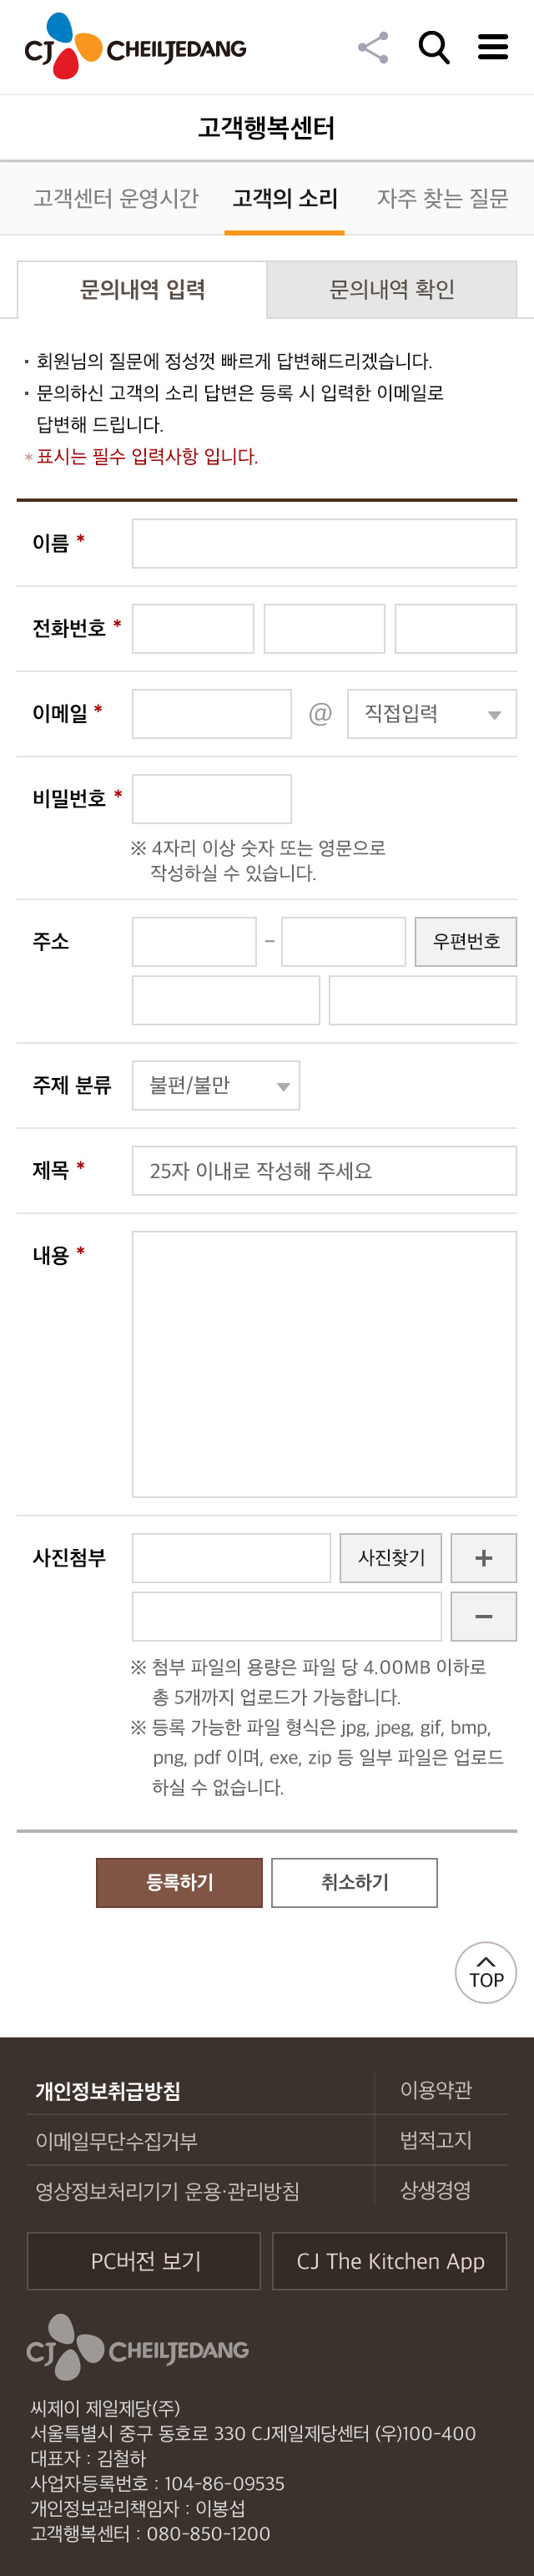 CJ CHEILJEDANG
고객행복센터
고객센터 운영시간 고객의 소리 자주 찾는 질문
문의내역 입력 문의내역 확인
· 회원님의 질문에 정성껏 빠르게 답변해드리겠습니다.
· 문의하신 고객의 소리 답변은 등록 시 입력한 이메일로
답변해 드립니다.
* 표시는 필수 입력사항 입니다.
이름 *
전화번호 *
이메일 * @ 직접입력
비밀번호 *
※ 4자리 이상 숫자 또는 영문으로
작성하실 수 있습니다.
주소 - 우편번호
주제 분류 불편/불만
제목 * 25자 이내로 작성해 주세요
내용 *
사진첨부 사진찾기 +
−
※ 첨부 파일의 용량은 파일 당 4.00MB 이하로
총 5개까지 업로드가 가능합니다.
※ 등록 가능한 파일 형식은 jpg, jpeg, gif, bmp,
png, pdf 이며, exe, zip 등 일부 파일은 업로드
하실 수 없습니다.
등록하기 취소하기
TOP
개인정보취급방침 이용약관
이메일무단수집거부 법적고지
영상정보처리기기 운용·관리방침 상생경영
PC버전 보기 CJ The Kitchen App
CJ CHEILJEDANG
씨제이 제일제당(주)
서울특별시 중구 동호로 330 CJ제일제당센터 (우)100-400
대표자 : 김철하
사업자등록번호 : 104-86-09535
개인정보관리책임자 : 이봉섭
고객행복센터 : 080-850-1200